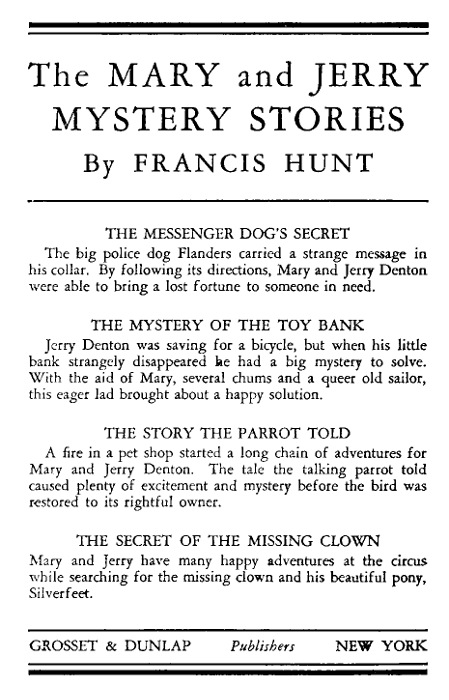 The MARY and JERRY
MYSTERY STORIES
By FRANCIS HUNT
THE MESSENGER DOG'S SECRET
The big police dog Flanders carried a strange message in
his collar. By following its directions, Mary and Jerry Denton
were able to bring a lost fortune to someone in need.
THE MYSTERY OF THE TOY BANK
Jerry Denton was saving for a bicycle, but when his little
bank strangely disappeared he had a big mystery to solve.
With the aid of Mary, several chums and a queer old sailor,
this eager lad brought about a happy solution.
THE STORY THE PARROT TOLD
A fire in a pet shop started a long chain of adventures for
Mary and Jerry Denton. The tale the talking parrot told
caused plenty of excitement and mystery before the bird was
restored to its rightful owner.
THE SECRET OF THE MISSING CLOWN
Mary and Jerry have many happy adventures at the circus
while searching for the missing clown and his beautiful pony,
Silverfeet.
GROSSET & DUNLAP Publishers NEW YORK